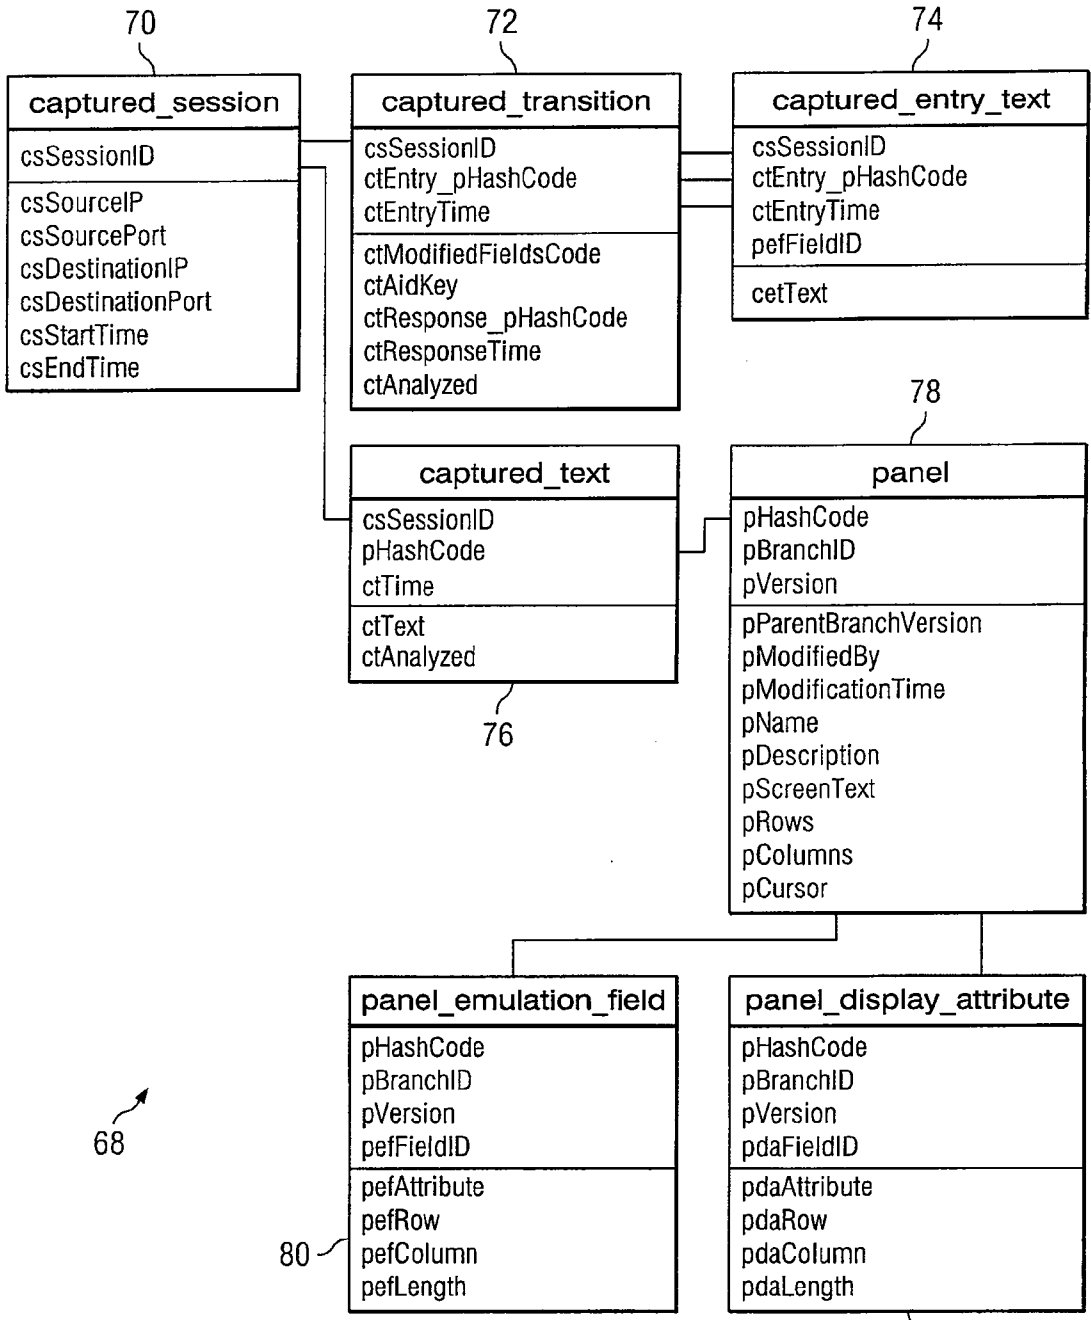 70
captured_session
csSessionID
csSourceIP
csSourcePort
csDestinationIP
csDestinationPort
csStartTime
csEndTime
72
captured_transition
csSessionID
ctEntry_pHashCode
ctEntryTime
ctModifiedFieldsCode
ctAidKey
ctResponse_pHashCode
ctResponseTime
ctAnalyzed
74
captured_entry_text
csSessionID
ctEntry_pHashCode
ctEntryTime
pefFieldID
cetText
captured_text
csSessionID
pHashCode
ctTime
ctText
ctAnalyzed
76
78
panel
pHashCode
pBranchID
pVersion
pParentBranchVersion
pModifiedBy
pModificationTime
pName
pDescription
pScreenText
pRows
pColumns
pCursor
68
panel_emulation_field
pHashCode
pBranchID
pVersion
pefFieldID
pefAttribute
pefRow
pefColumn
pefLength
80
panel_display_attribute
pHashCode
pBranchID
pVersion
pdaFieldID
pdaAttribute
pdaRow
pdaColumn
pdaLength